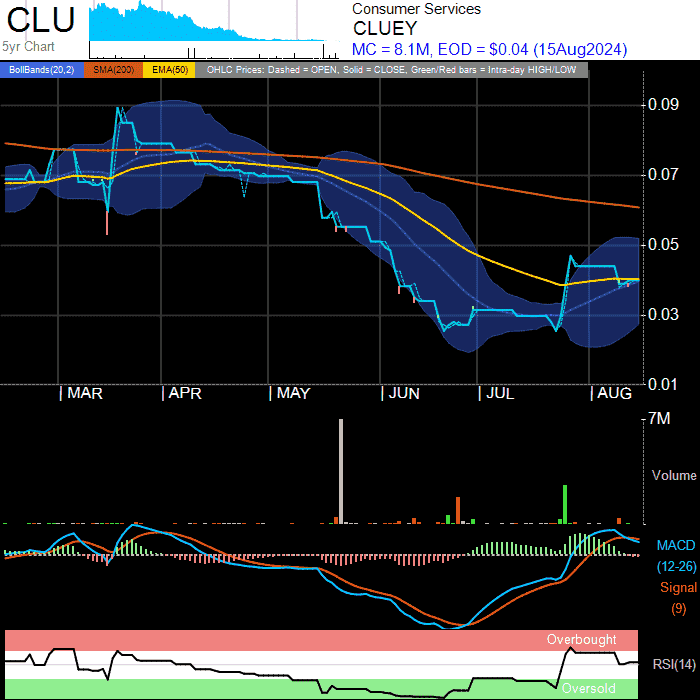 CLU
5yr Chart
Consumer Services
CLUEY
MC = 8.1M, EOD = $0.04 (15Aug2024)
BollBands(20,2) SMA(200) EMA(50) OHLC Prices: Dashed = OPEN, Solid = CLOSE, Green/Red bars = Intra-day HIGH/LOW
0.09
0.07
0.05
0.03
0.01
MAR APR MAY JUN JUL AUG
7M
Volume
MACD
(12-26)
Signal
(9)
Overbought
RSI(14)
Oversold